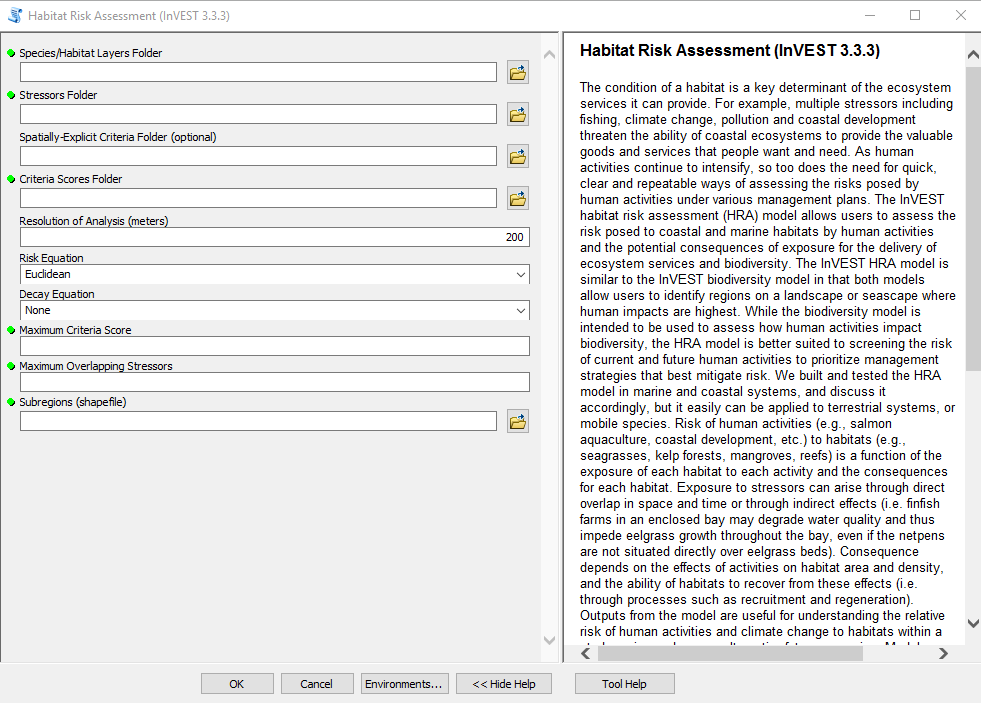 Habitat Risk Assessment (InVEST 3.3.3)
Species/Habitat Layers Folder
Stressors Folder
Spatially-Explicit Criteria Folder (optional)
Criteria Scores Folder
Resolution of Analysis (meters)
200
Risk Equation
Euclidean
Decay Equation
None
Maximum Criteria Score
Maximum Overlapping Stressors
Subregions (shapefile)
Habitat Risk Assessment (InVEST 3.3.3)
The condition of a habitat is a key determinant of the ecosystem
services it can provide. For example, multiple stressors including
fishing, climate change, pollution and coastal development
threaten the ability of coastal ecosystems to provide the valuable
goods and services that people want and need. As human
activities continue to intensify, so too does the need for quick,
clear and repeatable ways of assessing the risks posed by
human activities under various management plans. The InVEST
habitat risk assessment (HRA) model allows users to assess the
risk posed to coastal and marine habitats by human activities
and the potential consequences of exposure for the delivery of
ecosystem services and biodiversity. The InVEST HRA model is
similar to the InVEST biodiversity model in that both models
allow users to identify regions on a landscape or seascape where
human impacts are highest. While the biodiversity model is
intended to be used to assess how human activities impact
biodiversity, the HRA model is better suited to screening the risk
of current and future human activities to prioritize management
strategies that best mitigate risk. We built and tested the HRA
model in marine and coastal systems, and discuss it
accordingly, but it easily can be applied to terrestrial systems, or
mobile species. Risk of human activities (e.g., salmon
aquaculture, coastal development, etc.) to habitats (e.g.,
seagrasses, kelp forests, mangroves, reefs) is a function of the
exposure of each habitat to each activity and the consequences
for each habitat. Exposure to stressors can arise through direct
overlap in space and time or through indirect effects (i.e. finfish
farms in an enclosed bay may degrade water quality and thus
impede eelgrass growth throughout the bay, even if the netpens
are not situated directly over eelgrass beds). Consequence
depends on the effects of activities on habitat area and density,
and the ability of habitats to recover from these effects (i.e.
through processes such as recruitment and regeneration).
Outputs from the model are useful for understanding the relative
risk of human activities and climate change to habitats within a
OK
Cancel
Environments...
<< Hide Help
Tool Help